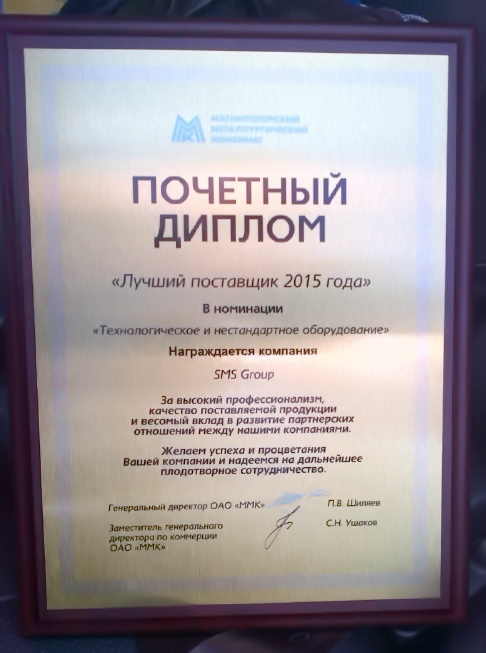 МАГНИТОГОРСКИЙ
МЕТАЛЛУРГИЧЕСКИЙ
КОМБИНАТ
ПОЧЕТНЫЙ
ДИПЛОМ
«Лучший поставщик 2015 года»
В номинации
«Технологическое и нестандартное оборудование»
Награждается компания
SMS Group
За высокий профессионализм,
качество поставляемой продукции
и весомый вклад в развитие партнерских
отношений между нашими компаниями.
Желаем успеха и процветания
Вашей компании и надеемся на дальнейшее
плодотворное сотрудничество.
Генеральный директор ОАО «ММК» П.В. Шиляев
Заместитель генерального С.Н. Ушаков
директора по коммерции
ОАО «ММК»